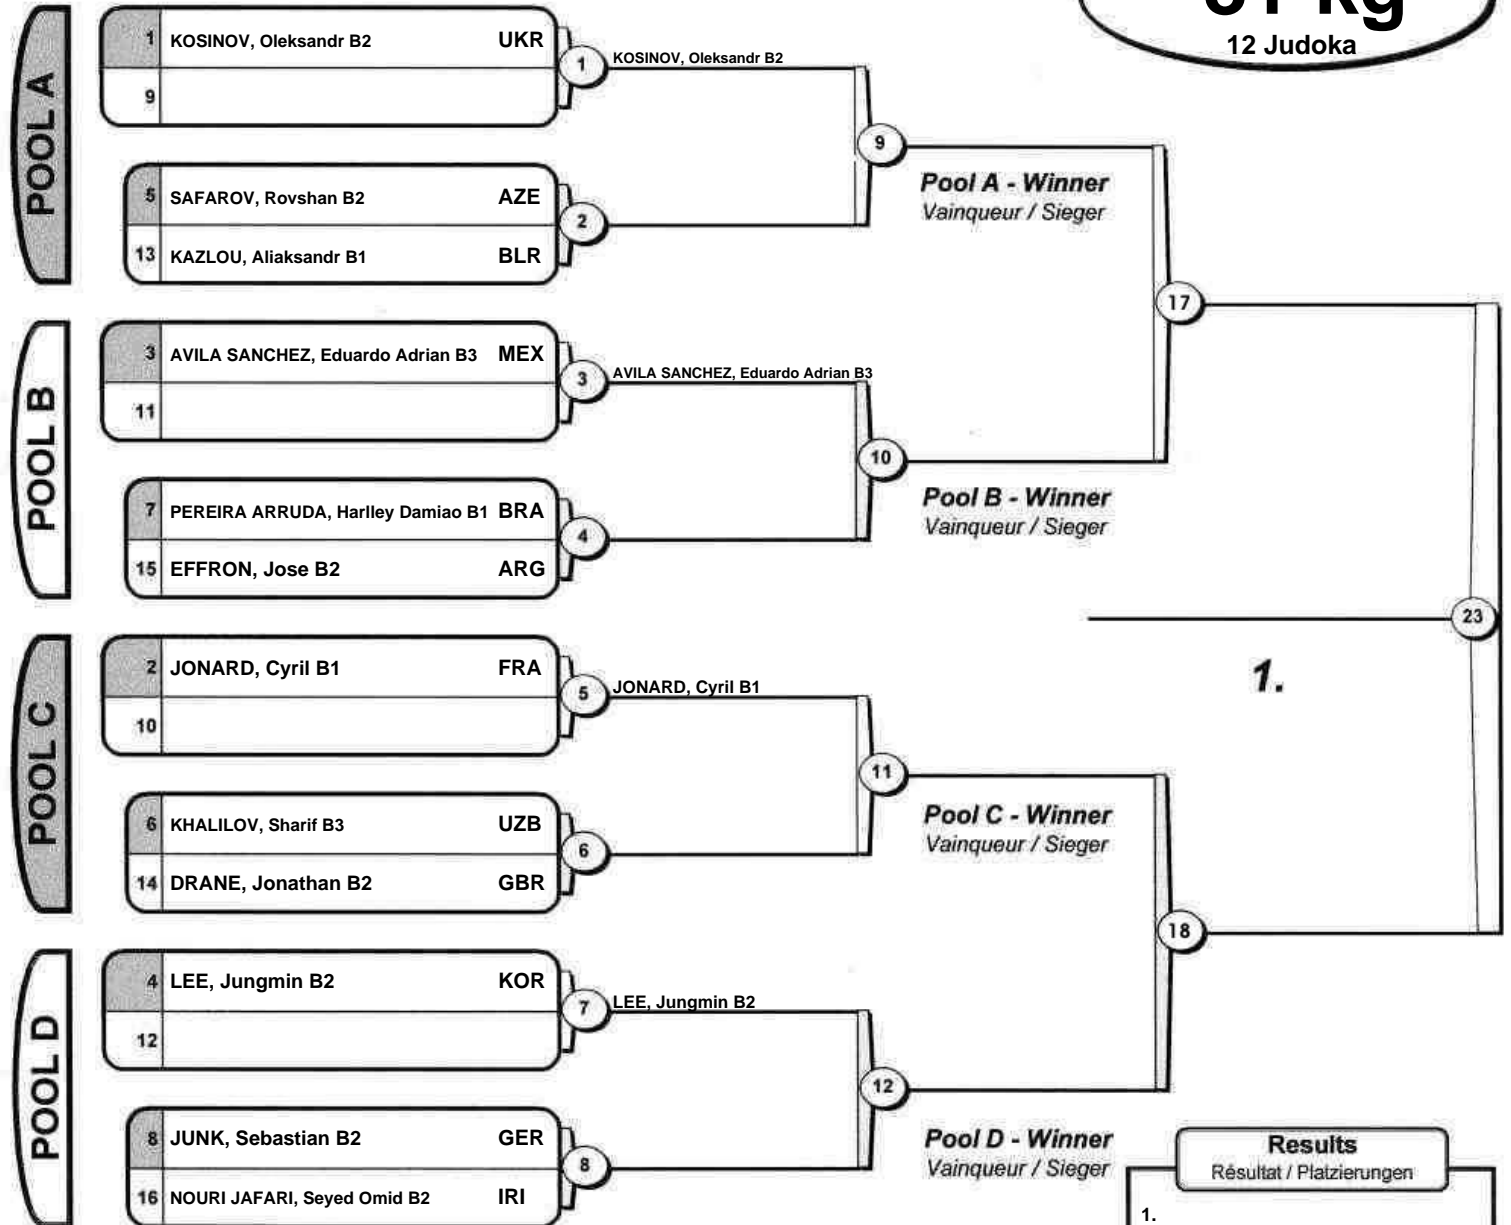 kg
12 Judoka
POOL A
1 KOSINOV, Oleksandr B2 UKR
9
1
KOSINOV, Oleksandr B2
5 SAFAROV, Rovshan B2 AZE
13 KAZLOU, Aliaksandr B1 BLR
2
9
Pool A - Winner
Vainqueur / Sieger
17
POOL B
3 AVILA SANCHEZ, Eduardo Adrian B3 MEX
11
3
AVILA SANCHEZ, Eduardo Adrian B3
7 PEREIRA ARRUDA, Harlley Damiao B1 BRA
15 EFFRON, Jose B2 ARG
4
10
Pool B - Winner
Vainqueur / Sieger
23
1.
POOL C
2 JONARD, Cyril B1 FRA
10
5
JONARD, Cyril B1
6 KHALILOV, Sharif B3 UZB
14 DRANE, Jonathan B2 GBR
6
11
Pool C - Winner
Vainqueur / Sieger
18
POOL D
4 LEE, Jungmin B2 KOR
12
7
LEE, Jungmin B2
8 JUNK, Sebastian B2 GER
16 NOURI JAFARI, Seyed Omid B2 IRI
8
12
Pool D - Winner
Vainqueur / Sieger
Results
Résultat / Platzierungen
1.